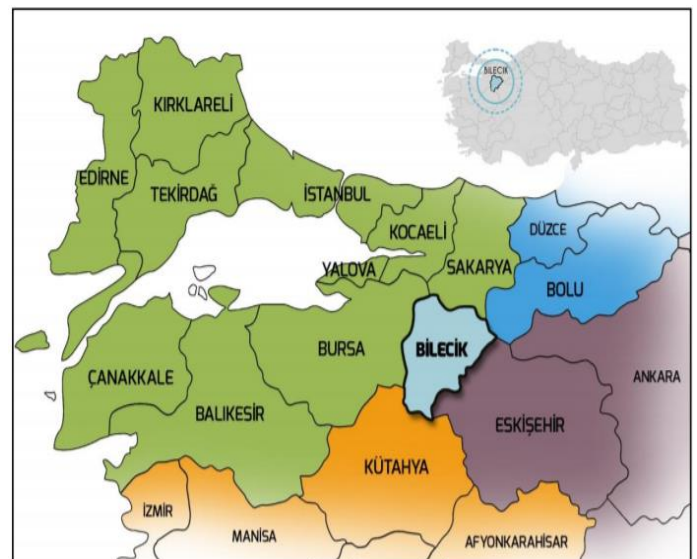 BİLECİK
KIRKLARELİ
EDİRNE
TEKİRDAĞ
İSTANBUL
KOCAELİ
DÜZCE
YALOVA
SAKARYA
BOLU
BURSA
BİLECİK
ANKARA
ÇANAKKALE
BALIKESİR
ESKİŞEHİR
KÜTAHYA
İZMİR
MANİSA
AFYONKARAHİSAR